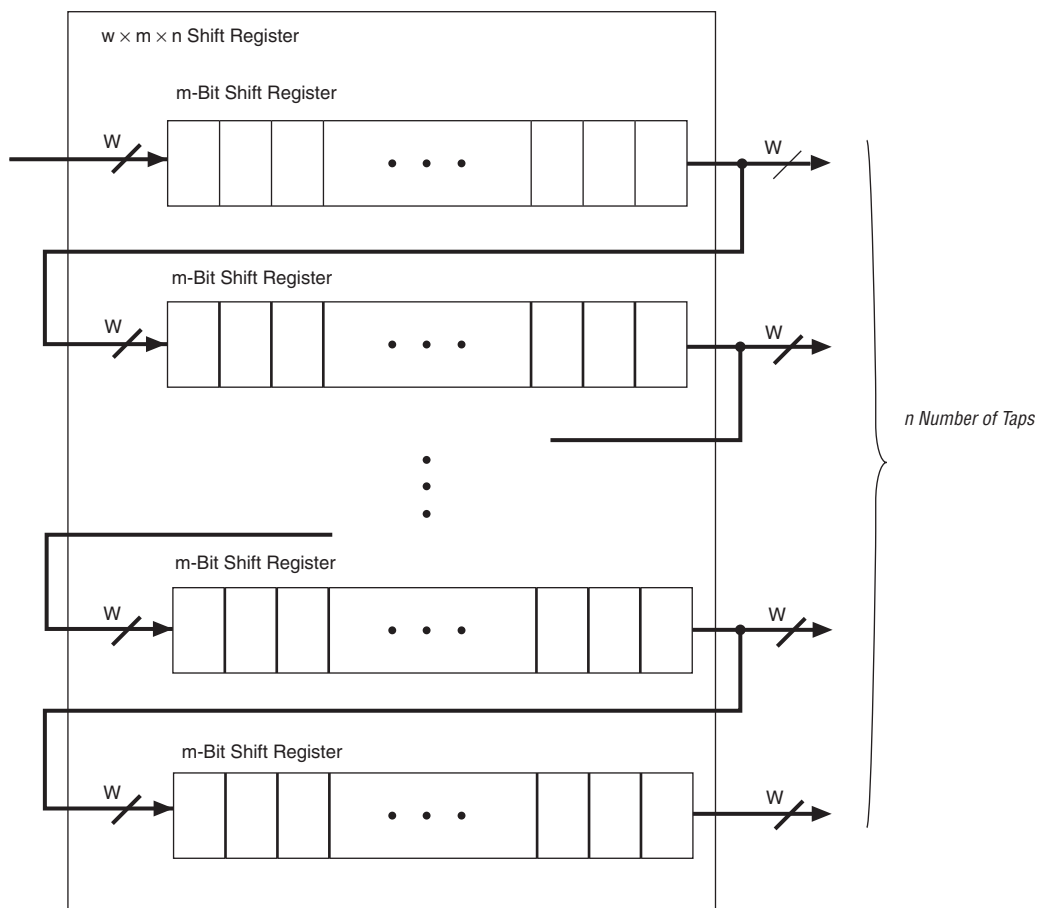 w × m × n Shift Register
m-Bit Shift Register
W
W
m-Bit Shift Register
W
W
n Number of Taps
m-Bit Shift Register
W
W
m-Bit Shift Register
W
W